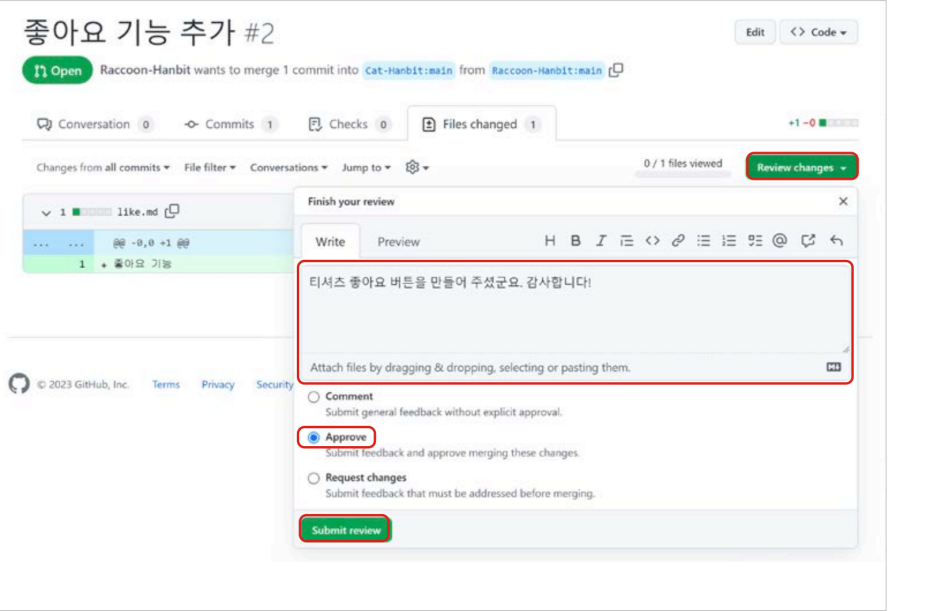 좋아요 기능 추가 #2
Edit
<> Code
Open
Raccoon-Hanbit wants to merge 1 commit into Cat-Hanbit:main from Raccoon-Hanbit:main
Conversation 0
Commits 1
Checks 0
Files changed 1
+1 −0
Changes from all commits
File filter
Conversations
Jump to
0 / 1 files viewed
Review changes
1 like.md
... ... @@ -0,0 +1 @@
1 + 좋아요 기능
Finish your review
Write
Preview
H B I
티셔츠 좋아요 버튼을 만들어 주셨군요. 감사합니다!
Attach files by dragging & dropping, selecting or pasting them.
Comment
Submit general feedback without explicit approval.
Approve
Submit feedback and approve merging these changes.
Request changes
Submit feedback that must be addressed before merging.
Submit review
© 2023 GitHub, Inc.
Terms
Privacy
Security